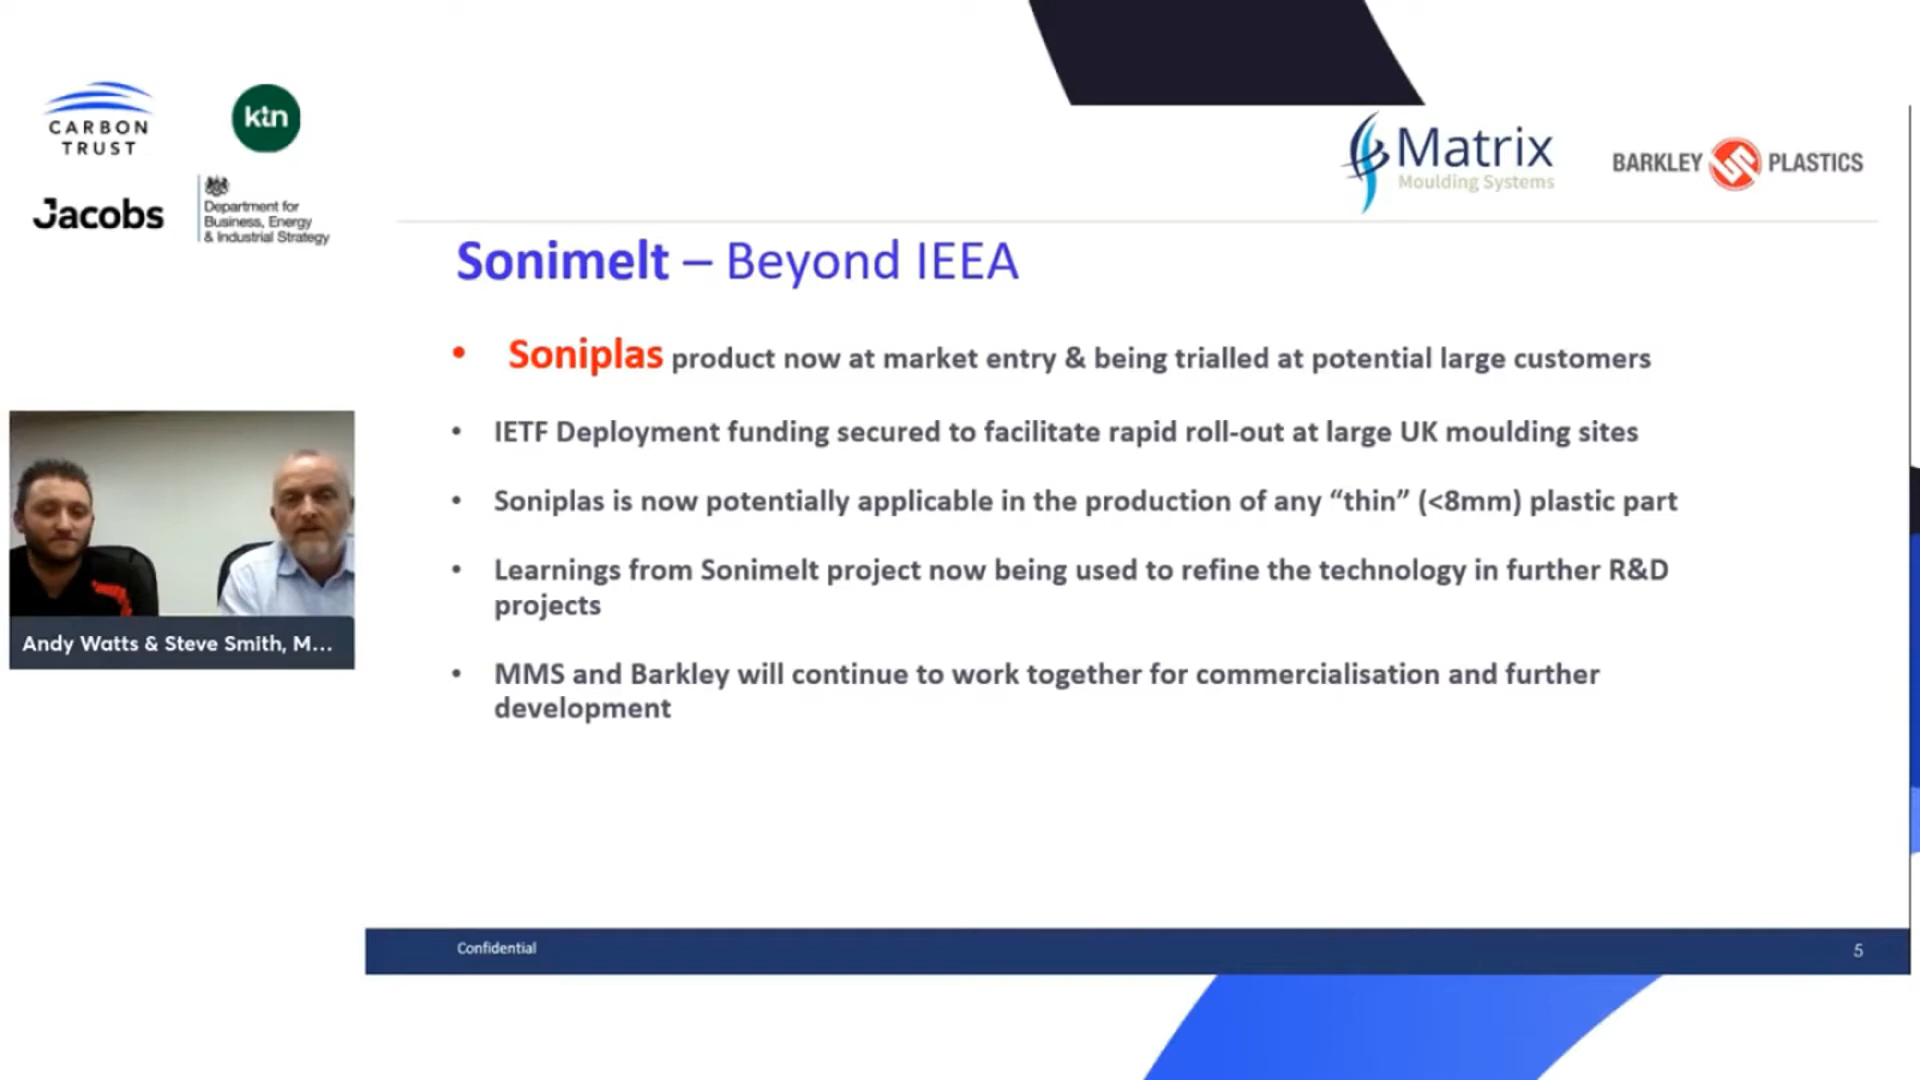 CARBON
TRUST
ktn
Jacobs
Department for
Business, Energy
& Industrial Strategy
Matrix
Moulding Systems
BARKLEY PLASTICS
Sonimelt – Beyond IEEA
• Soniplas product now at market entry & being trialled at potential large customers
• IETF Deployment funding secured to facilitate rapid roll-out at large UK moulding sites
• Soniplas is now potentially applicable in the production of any “thin” (<8mm) plastic part
• Learnings from Sonimelt project now being used to refine the technology in further R&D
projects
• MMS and Barkley will continue to work together for commercialisation and further
development
Andy Watts & Steve Smith, M...
Confidential
5